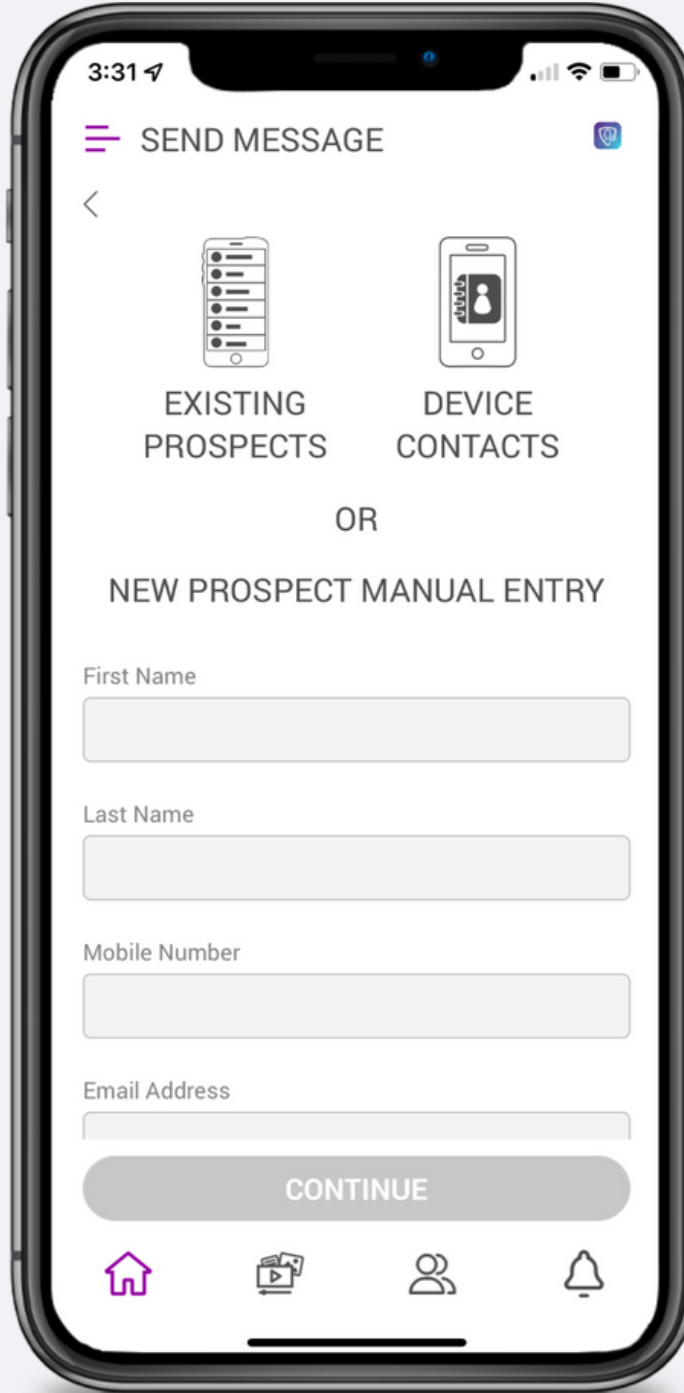 3:31
SEND MESSAGE
EXISTING
PROSPECTS
DEVICE
CONTACTS
OR
NEW PROSPECT MANUAL ENTRY
First Name
Last Name
Mobile Number
Email Address
CONTINUE